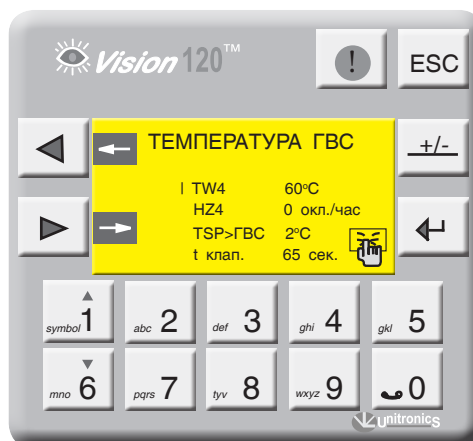 Vision 120™
!
ESC
ТЕМПЕРАТУРА ГВС
+/-
| TW4 60°C
HZ4 0 окл./час
TSP>ГВС 2°C
t клап. 65 сек.
symbol 1
abc 2
def 3
ghi 4
gkl 5
mno 6
pqrs 7
tyv 8
wxyz 9
0
unitronics